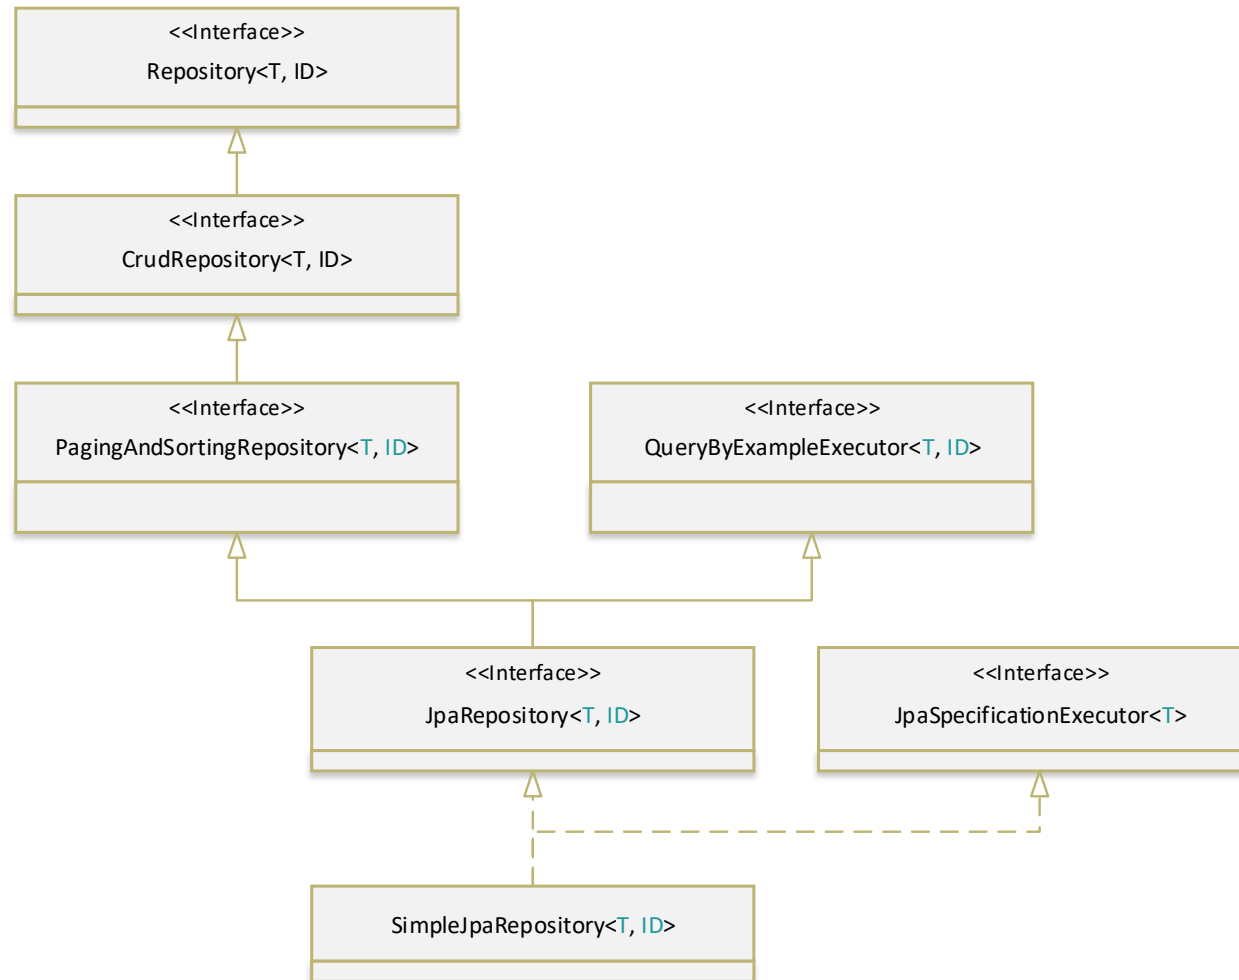 <<Interface>>
Repository<T, ID>
<<Interface>>
CrudRepository<T, ID>
<<Interface>>
PagingAndSortingRepository<T, ID>
<<Interface>>
QueryByExampleExecutor<T, ID>
<<Interface>>
JpaRepository<T, ID>
<<Interface>>
JpaSpecificationExecutor<T>
SimpleJpaRepository<T, ID>